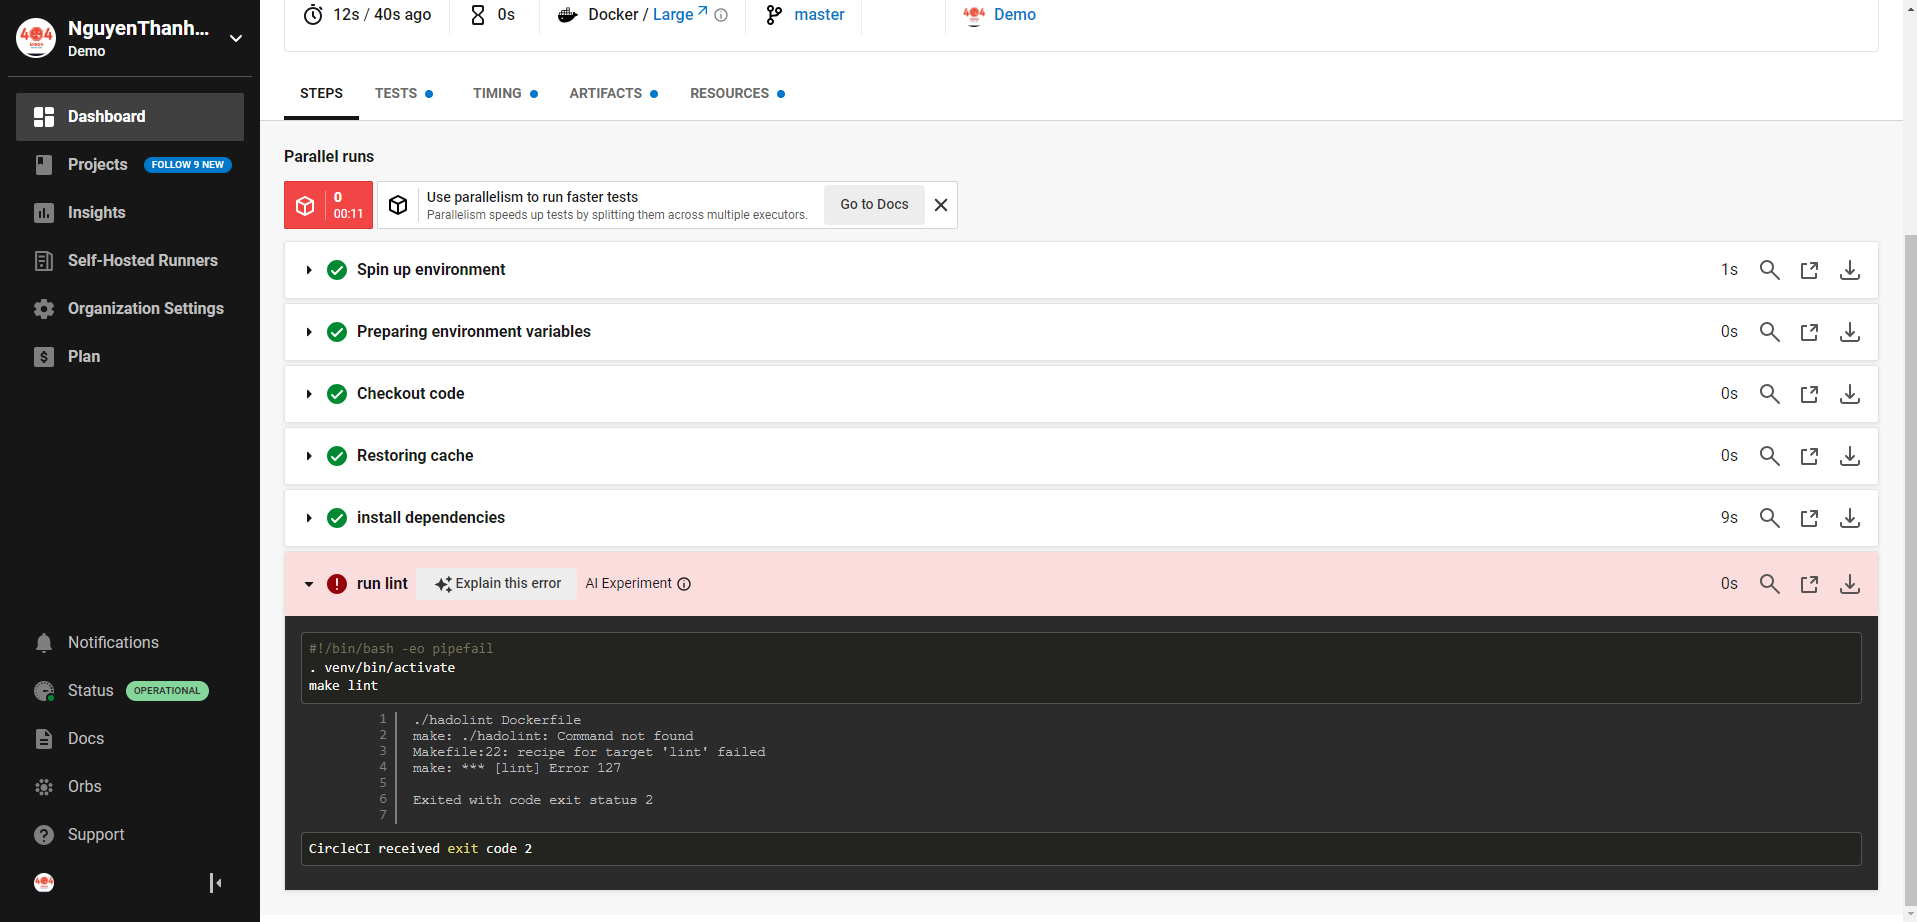 NguyenThanh...
Demo
Dashboard
Projects FOLLOW 9 NEW
Insights
Self-Hosted Runners
Organization Settings
Plan
Notifications
Status OPERATIONAL
Docs
Orbs
Support
12s / 40s ago 0s Docker / Large master Demo
STEPS TESTS TIMING ARTIFACTS RESOURCES
Parallel runs
0
00:11
Use parallelism to run faster tests
Parallelism speeds up tests by splitting them across multiple executors.
Go to Docs
Spin up environment 1s
Preparing environment variables 0s
Checkout code 0s
Restoring cache 0s
install dependencies 9s
run lint Explain this error AI Experiment 0s
#!/bin/bash -eo pipefail
. venv/bin/activate
make lint
1 ./hadolint Dockerfile
2 make: ./hadolint: Command not found
3 Makefile:22: recipe for target 'lint' failed
4 make: *** [lint] Error 127
5
6 Exited with code exit status 2
7
CircleCI received exit code 2